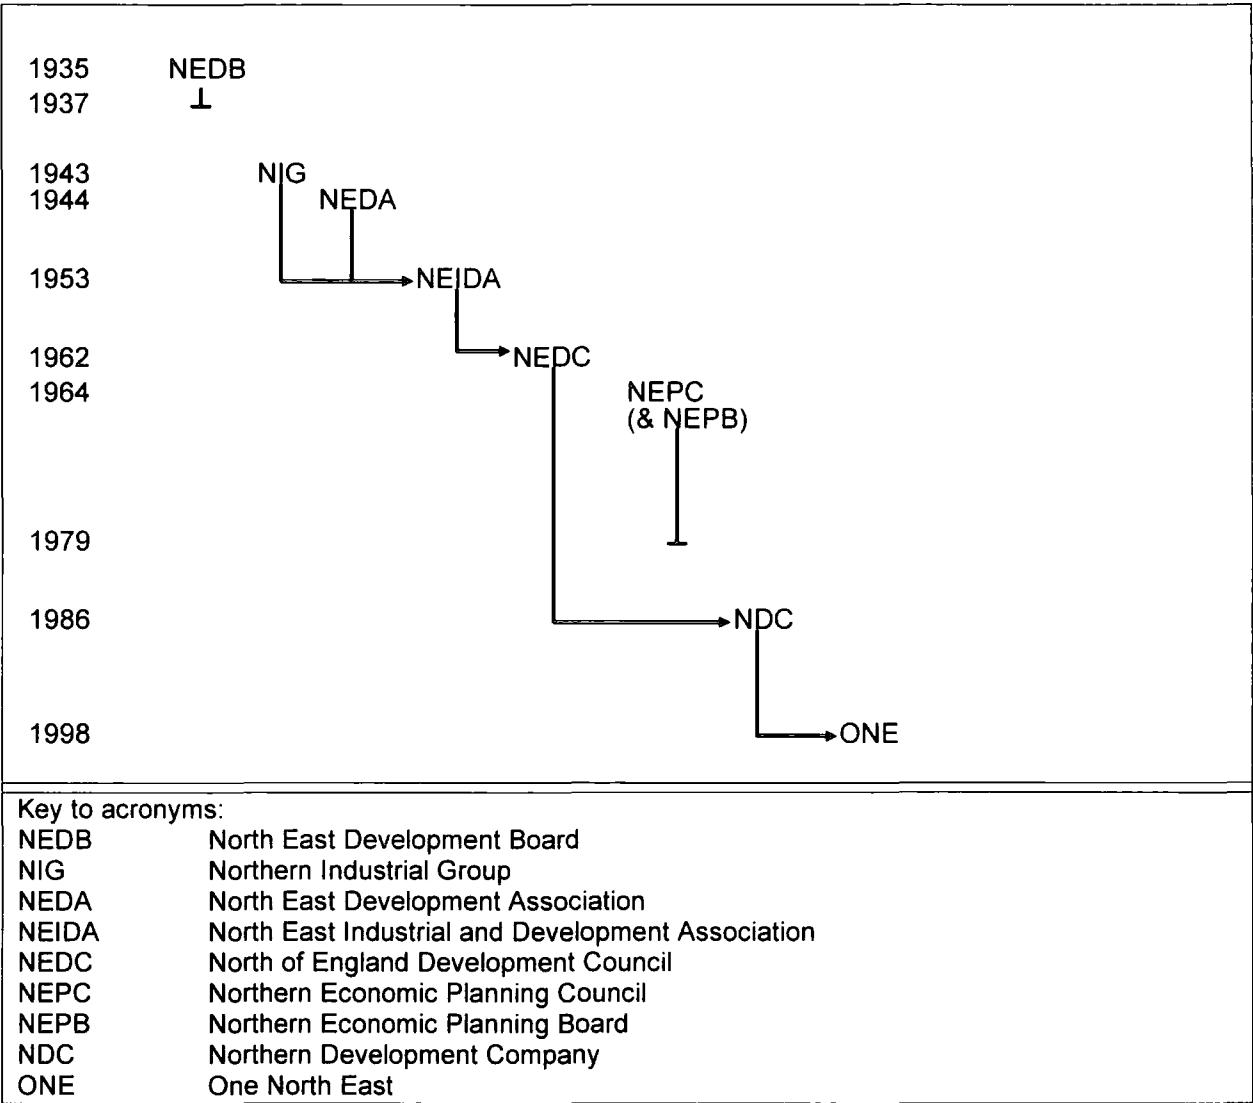 1935 NEDB
1937
1943 NIG
1944 NEDA
1953 NEIDA
1962 NEDC
1964 NEPC
(& NEPB)
1979
1986 NDC
1998 ONE
Key to acronyms:
NEDB North East Development Board
NIG Northern Industrial Group
NEDA North East Development Association
NEIDA North East Industrial and Development Association
NEDC North of England Development Council
NEPC Northern Economic Planning Council
NEPB Northern Economic Planning Board
NDC Northern Development Company
ONE One North East